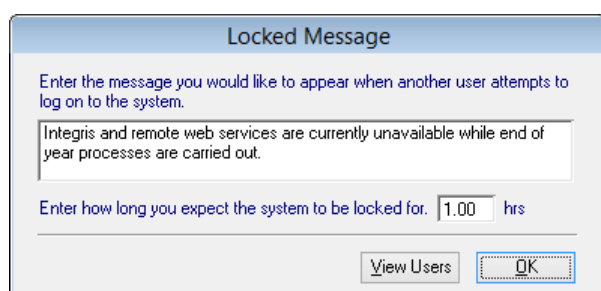 Locked Message
Enter the message you would like to appear when another user attempts to
log on to the system.
Integris and remote web services are currently unavailable while end of
year processes are carried out.
Enter how long you expect the system to be locked for. 1.00 hrs
View Users OK